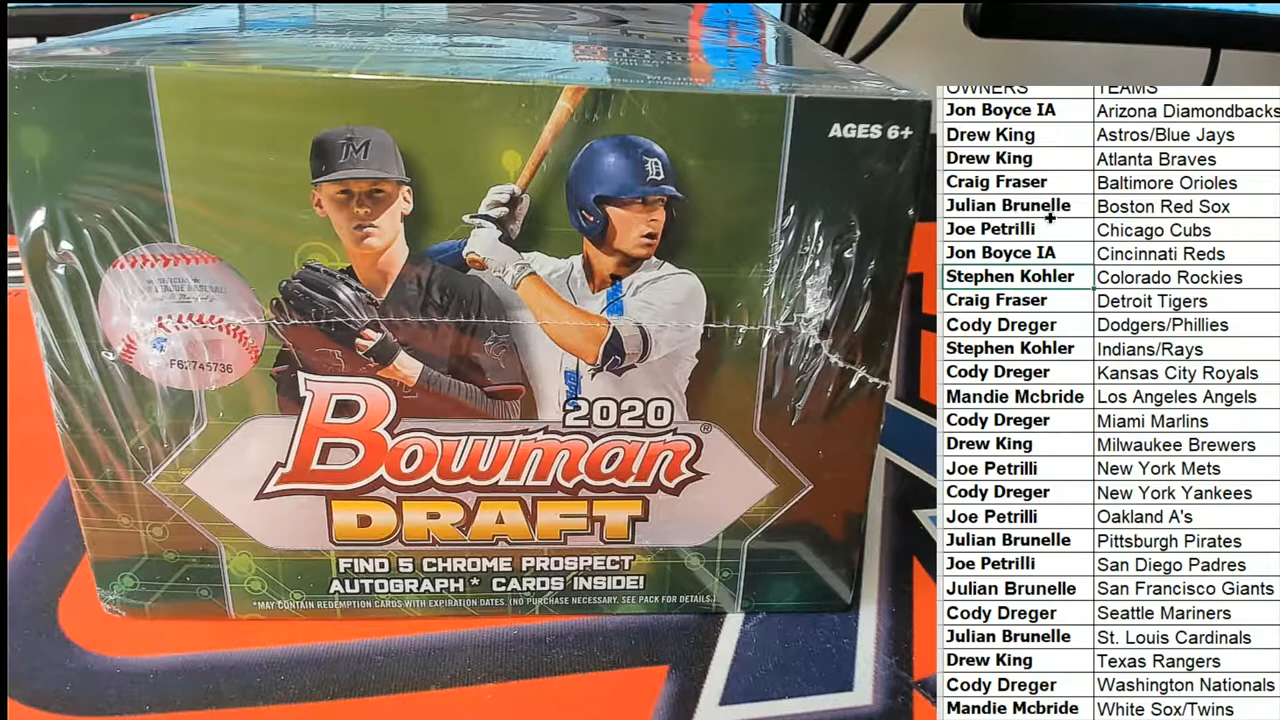 AGES 6+
M
D
F62745736
2020
Bowman®
DRAFT
FIND 5 CHROME PROSPECT
AUTOGRAPH* CARDS INSIDE!
*MAY CONTAIN REDEMPTION CARDS WITH EXPIRATION DATES. (NO PURCHASE NECESSARY. SEE PACK FOR DETAILS.)
OWNERS TEAMS
Jon Boyce IA Arizona Diamondbacks
Drew King Astros/Blue Jays
Drew King Atlanta Braves
Craig Fraser Baltimore Orioles
Julian Brunelle Boston Red Sox
Joe Petrilli Chicago Cubs
Jon Boyce IA Cincinnati Reds
Stephen Kohler Colorado Rockies
Craig Fraser Detroit Tigers
Cody Dreger Dodgers/Phillies
Stephen Kohler Indians/Rays
Cody Dreger Kansas City Royals
Mandie Mcbride Los Angeles Angels
Cody Dreger Miami Marlins
Drew King Milwaukee Brewers
Joe Petrilli New York Mets
Cody Dreger New York Yankees
Joe Petrilli Oakland A's
Julian Brunelle Pittsburgh Pirates
Joe Petrilli San Diego Padres
Julian Brunelle San Francisco Giants
Cody Dreger Seattle Mariners
Julian Brunelle St. Louis Cardinals
Drew King Texas Rangers
Cody Dreger Washington Nationals
Mandie Mcbride White Sox/Twins